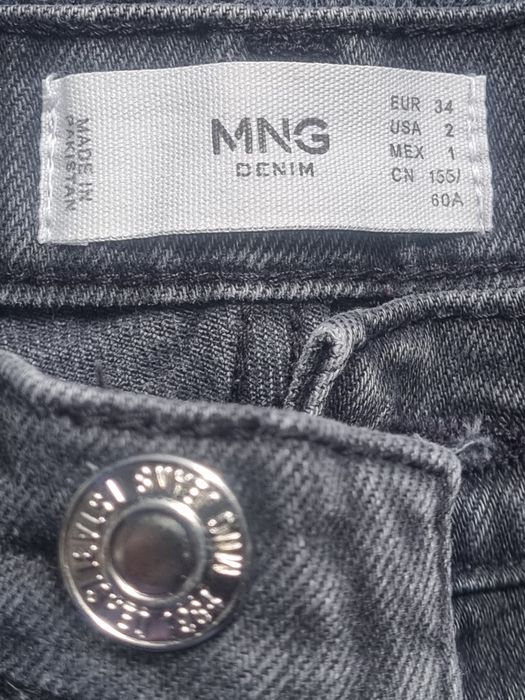 MADE IN
PAKISTAN
MNG
DENIM
EUR 34
USA 2
MEX 1
CN 155/
60A